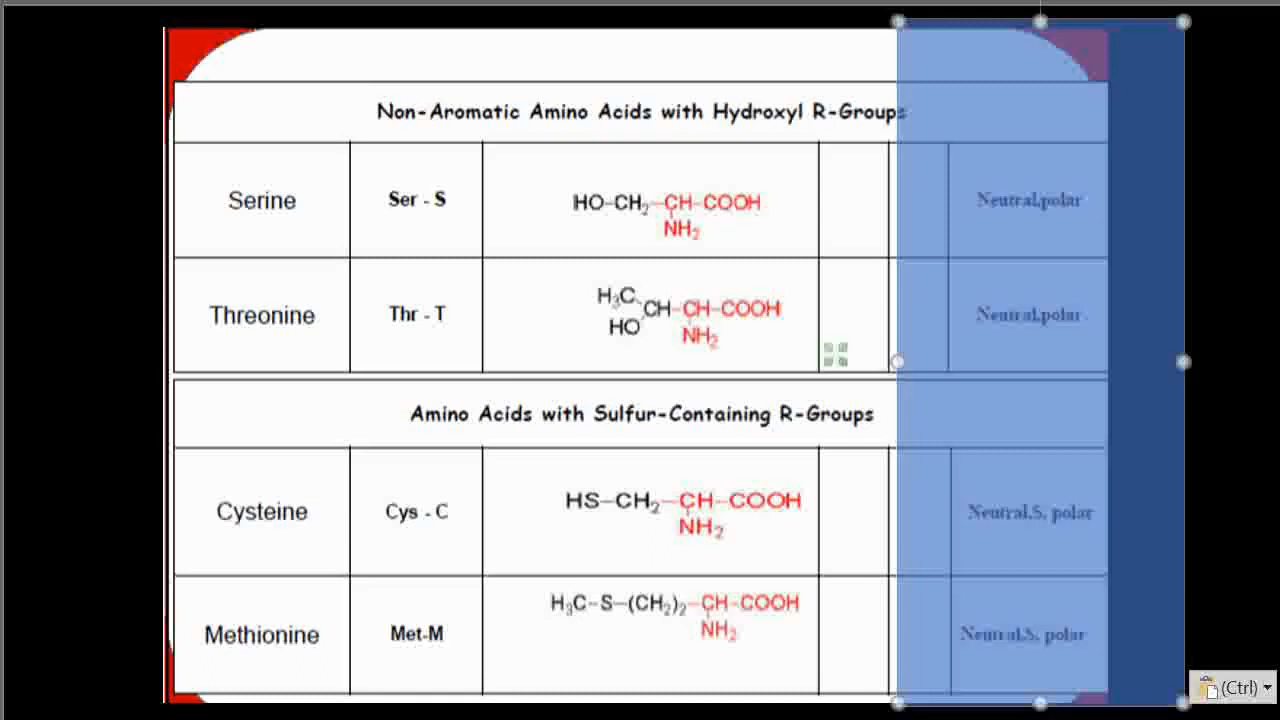 Non-Aromatic Amino Acids with Hydroxyl R-Groups
Serine Ser - S HO-CH2-CH-COOH Neutral,polar
NH2
Threonine Thr - T H3C CH-CH-COOH Neutral,polar
HO NH2
Amino Acids with Sulfur-Containing R-Groups
Cysteine Cys - C HS-CH2-CH-COOH Neutral,S, polar
NH2
Methionine Met-M H3C-S-(CH2)2-CH-COOH Neutral,S, polar
NH2
(Ctrl)